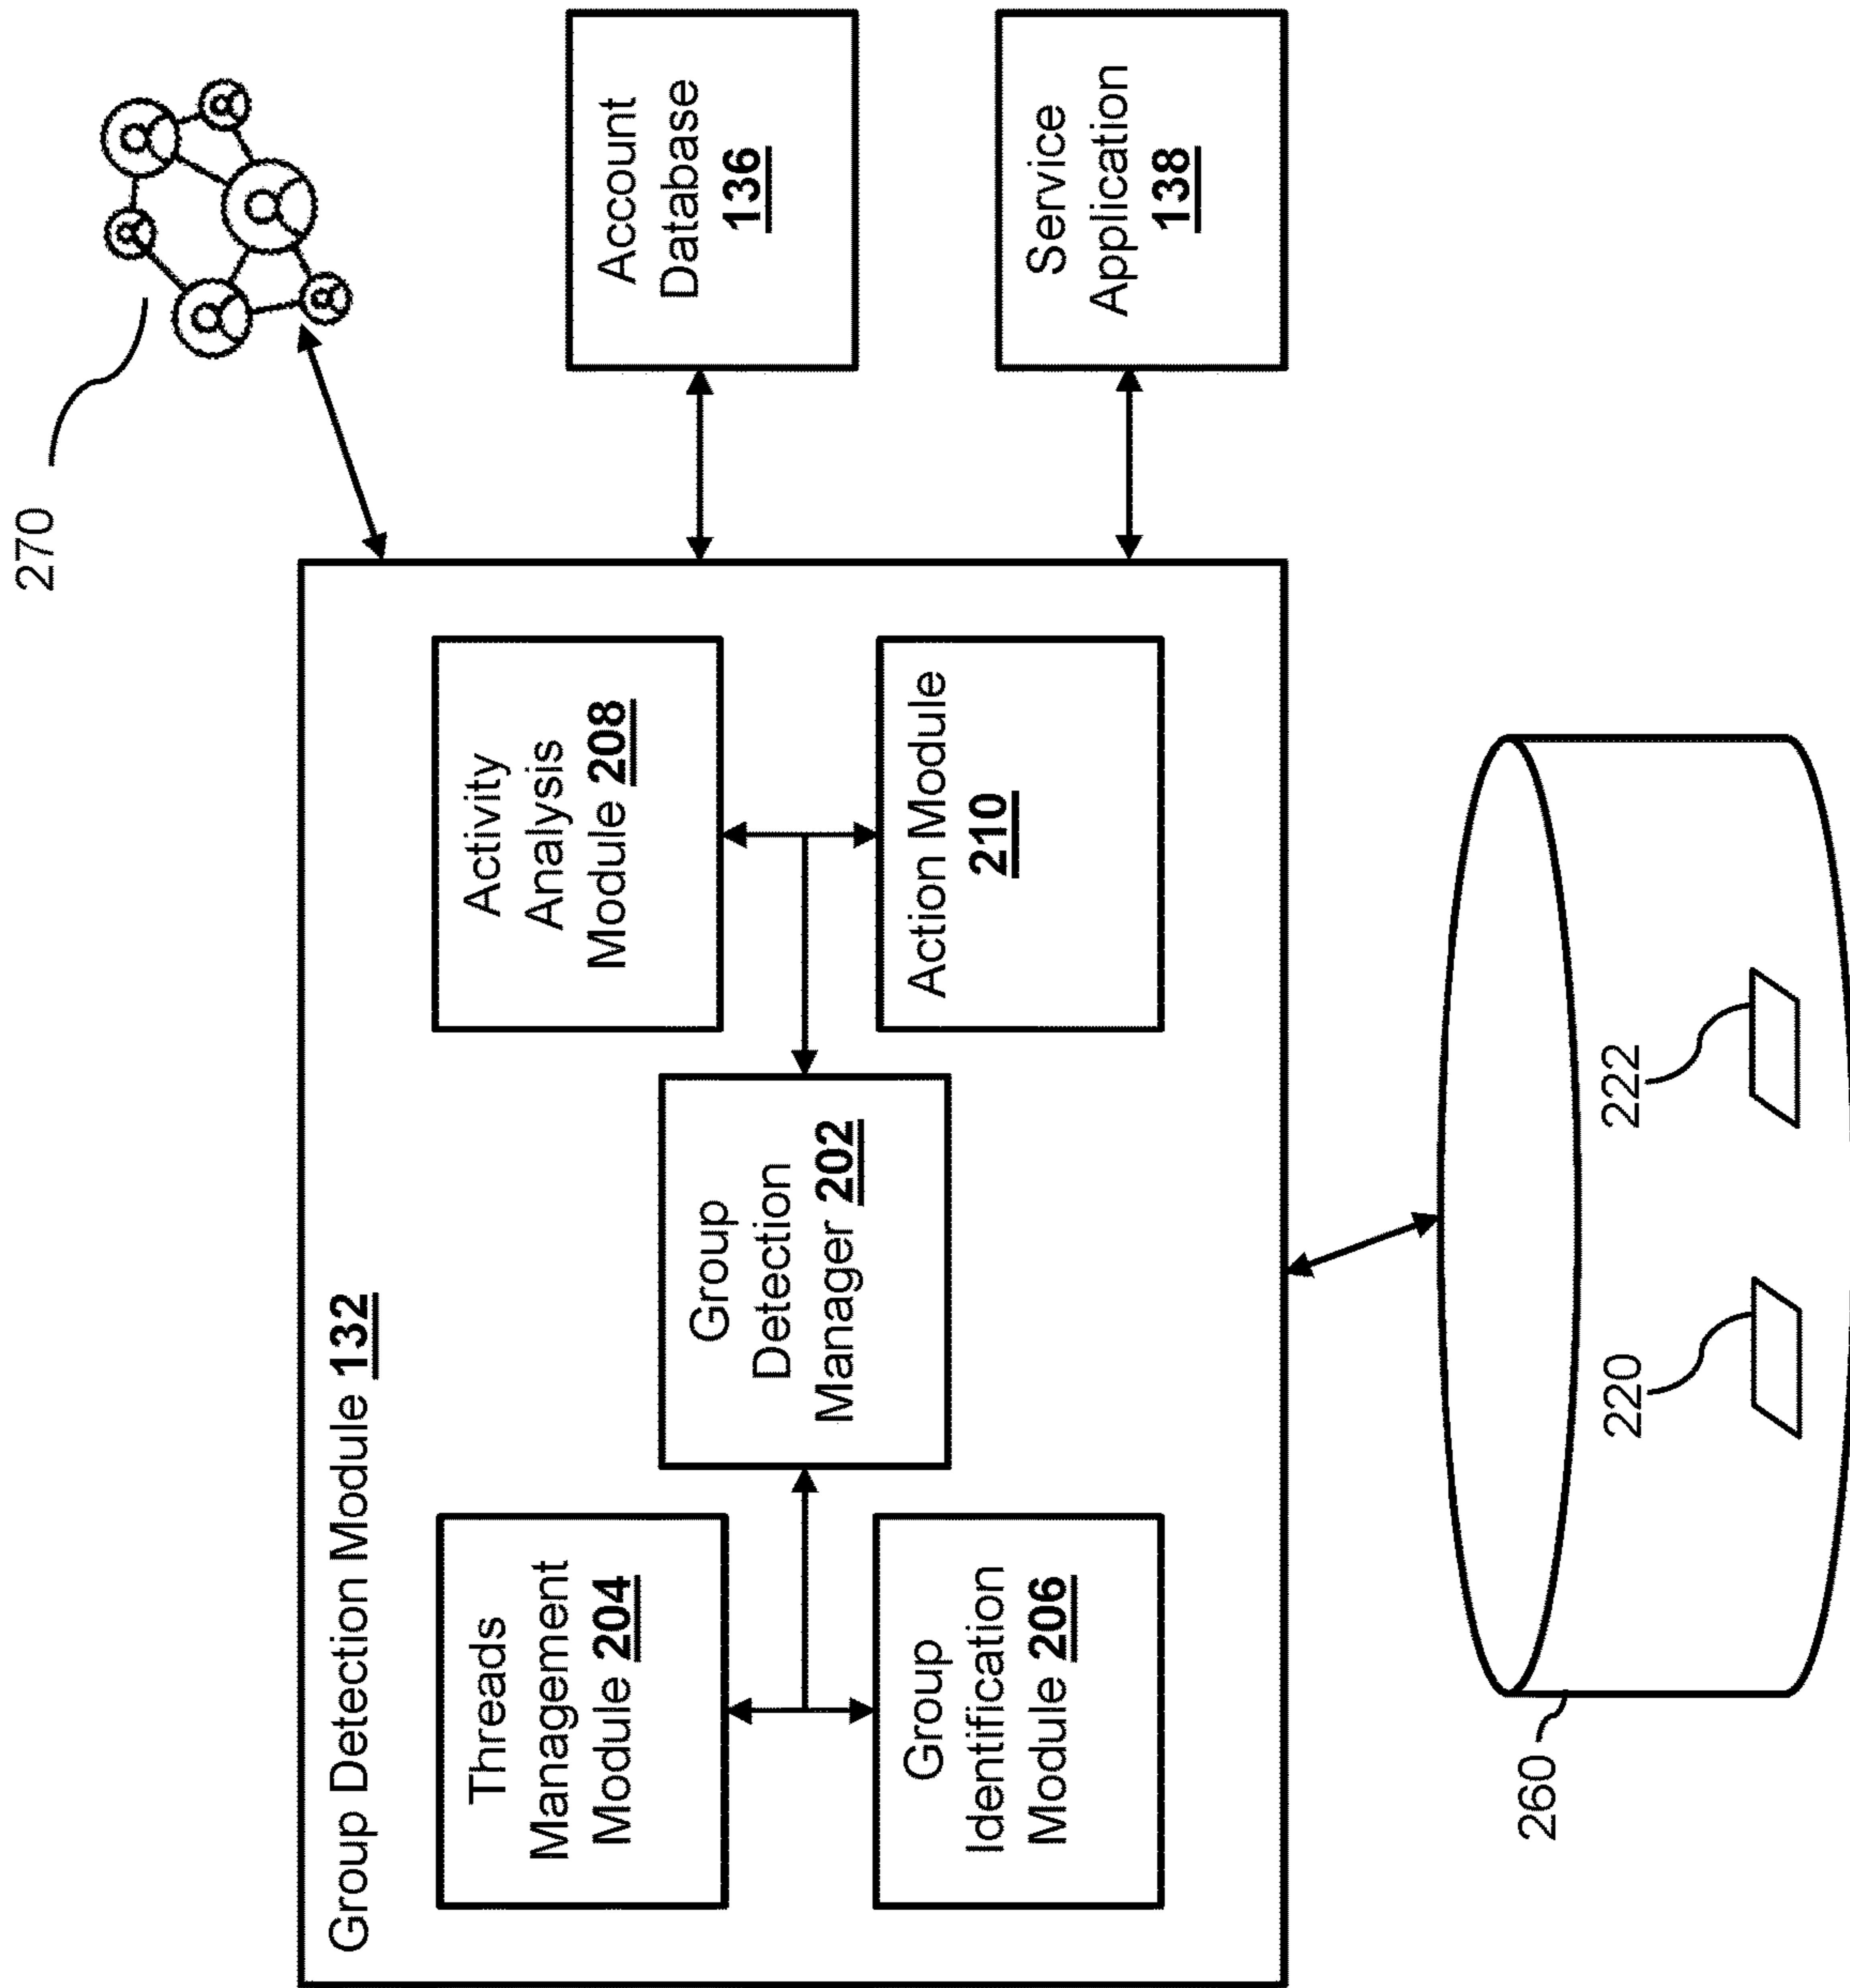 270
Group Detection Module 132
Threads
Management
Module 204
Group
Identification
Module 206
Group
Detection
Manager 202
Activity
Analysis
Module 208
Action Module
210
Account
Database
136
Service
Application
138
260
220
222